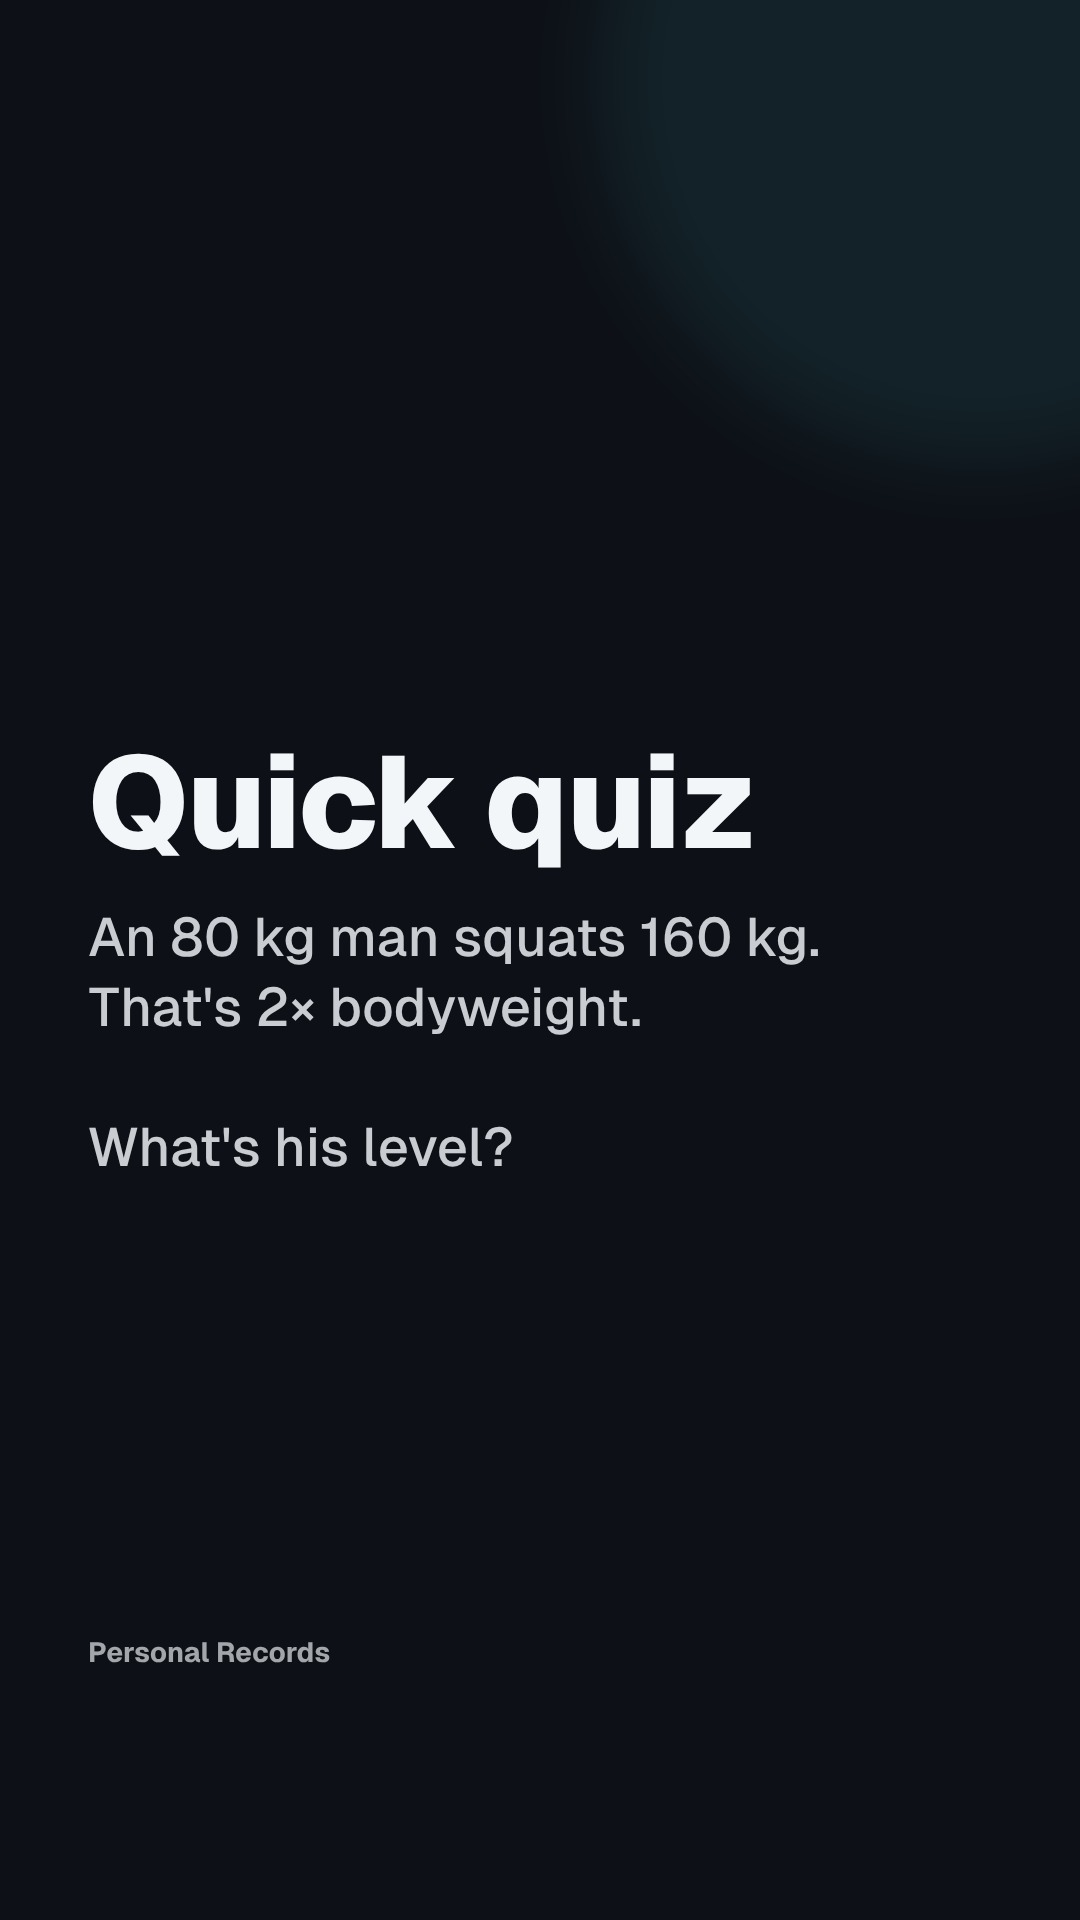 Quick quiz
An 80 kg man squats 160 kg.
That's 2× bodyweight.
What's his level?
Personal Records